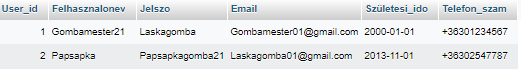 User_id Felhasznalonev Jelszo Email Születesi_ido Telefon_szam
1 Gombamester21 Laskagomba Gombamester01@gmail.com 2000-01-01 +36301234567
2 Papsapka Papsapkagomba21 Laskagomba01@gmail.com 2013-11-01 +36302547787